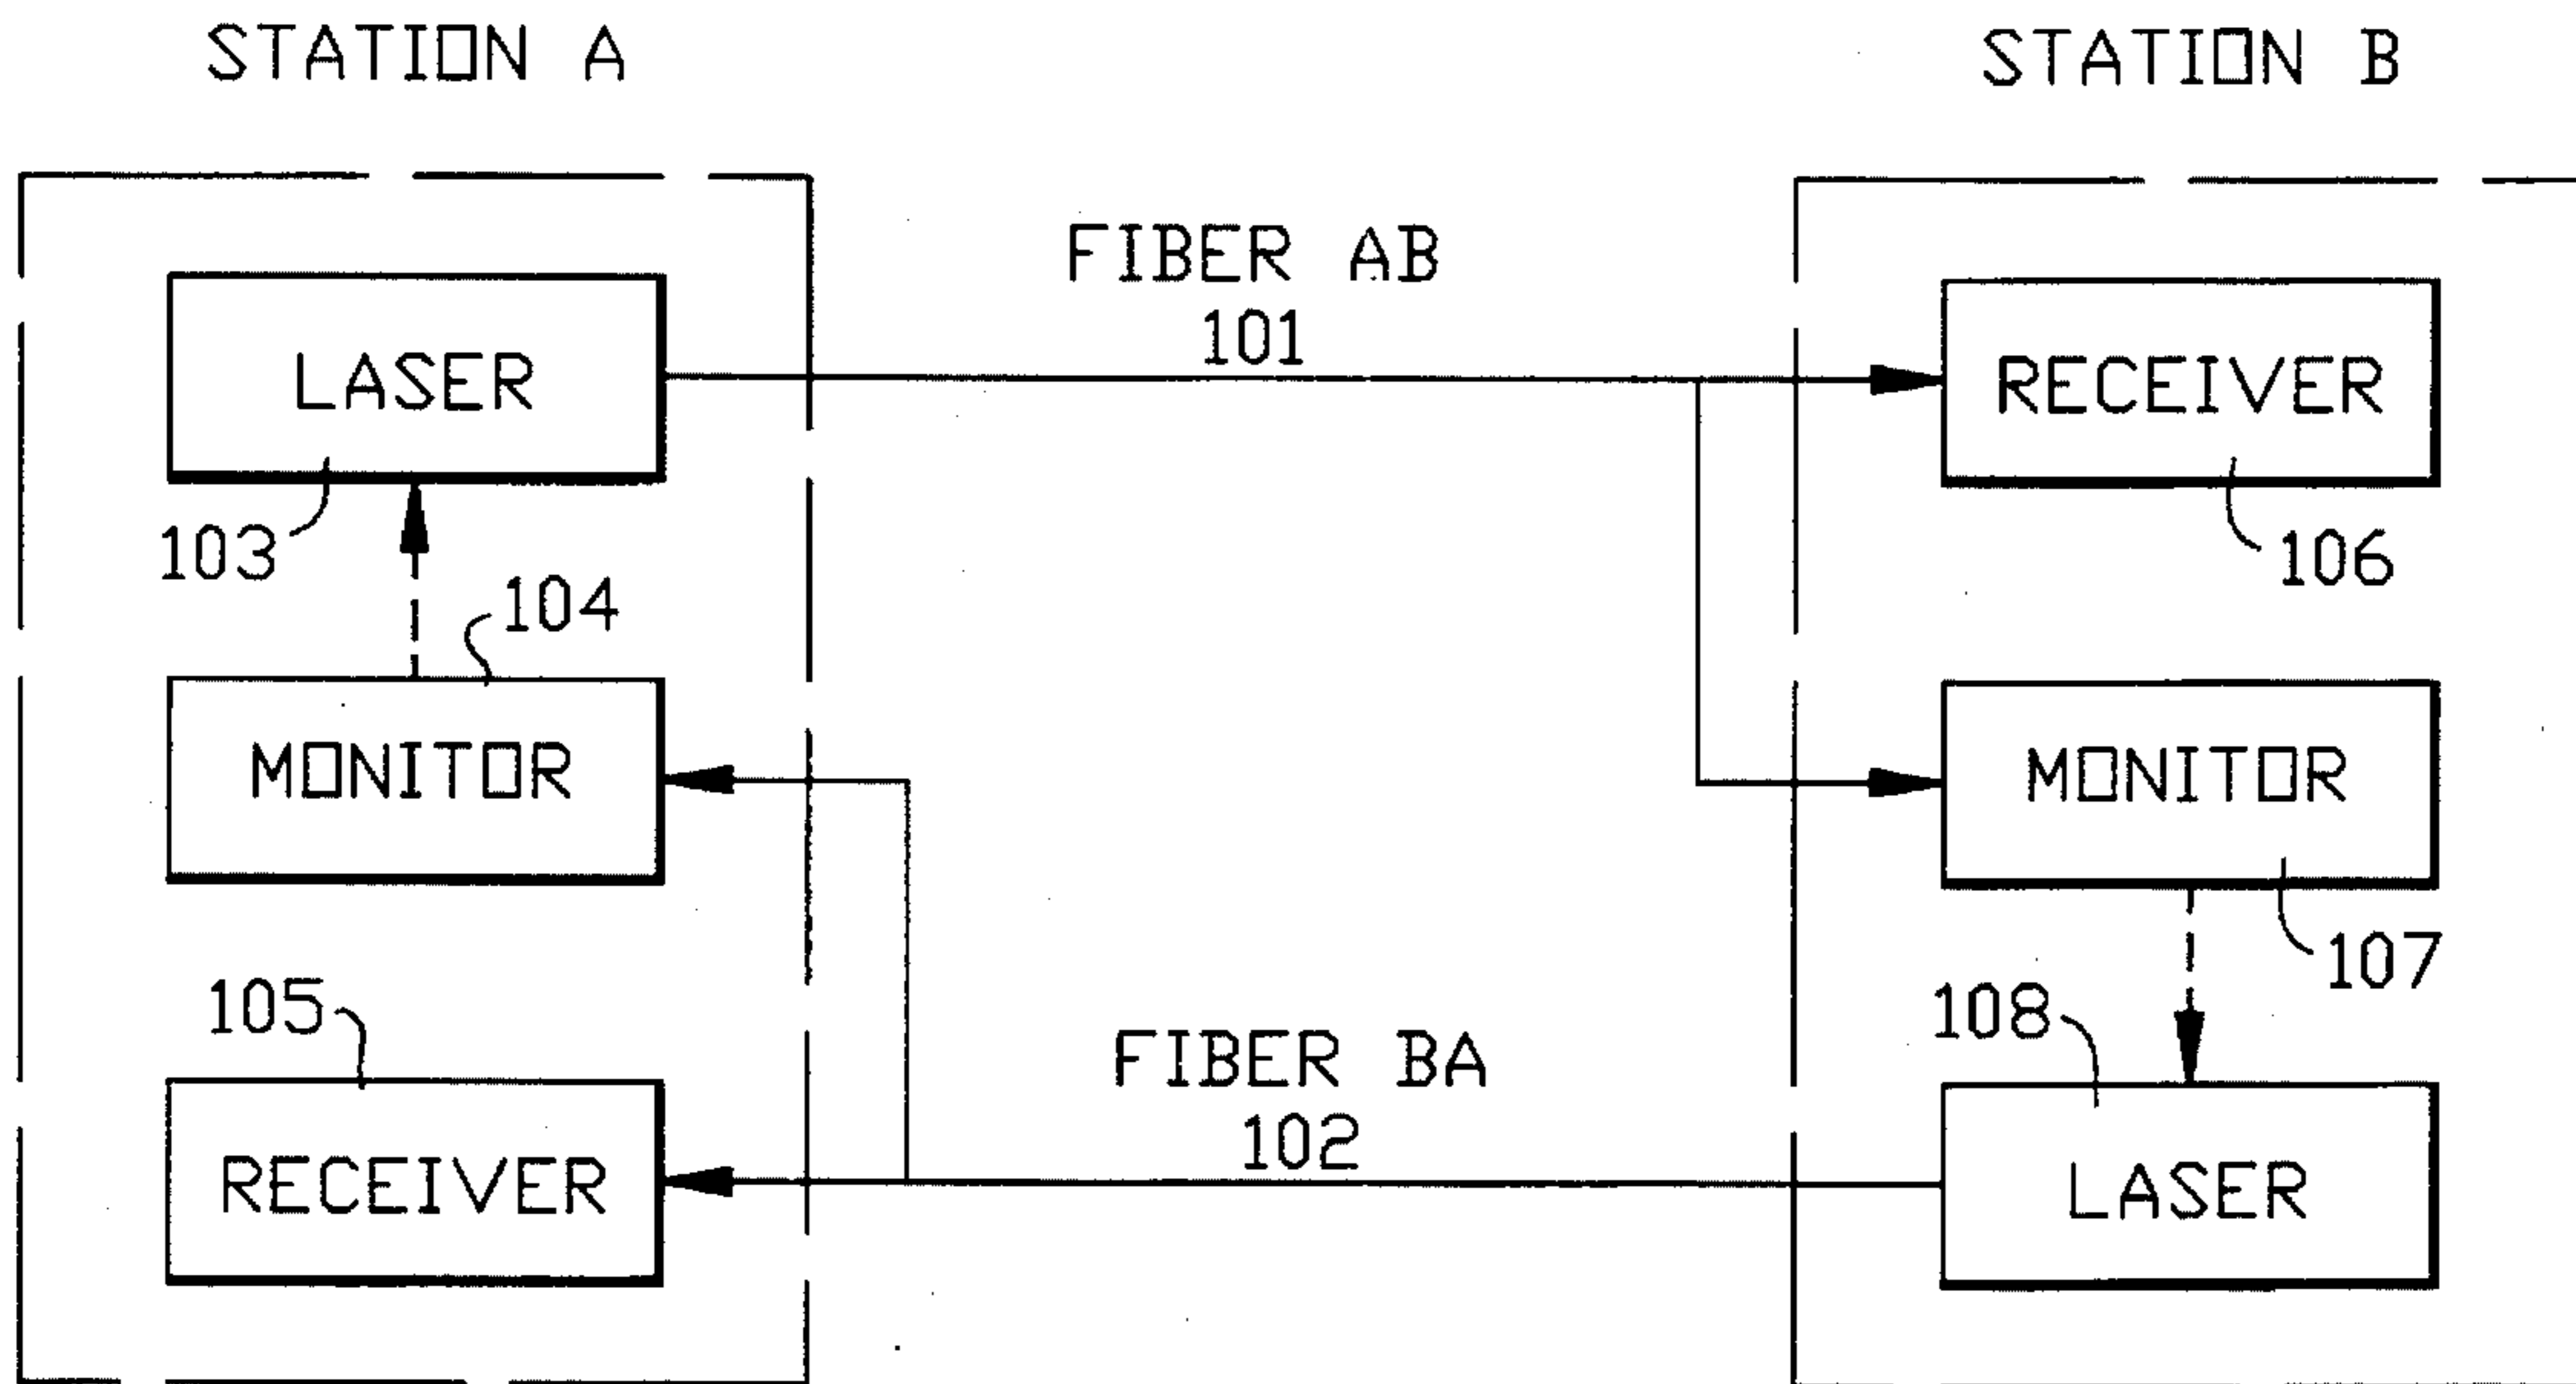 STATION A
STATION B
FIBER AB
101
LASER
RECEIVER
103
106
104
MONITOR
MONITOR
107
105
108
FIBER BA
102
RECEIVER
LASER